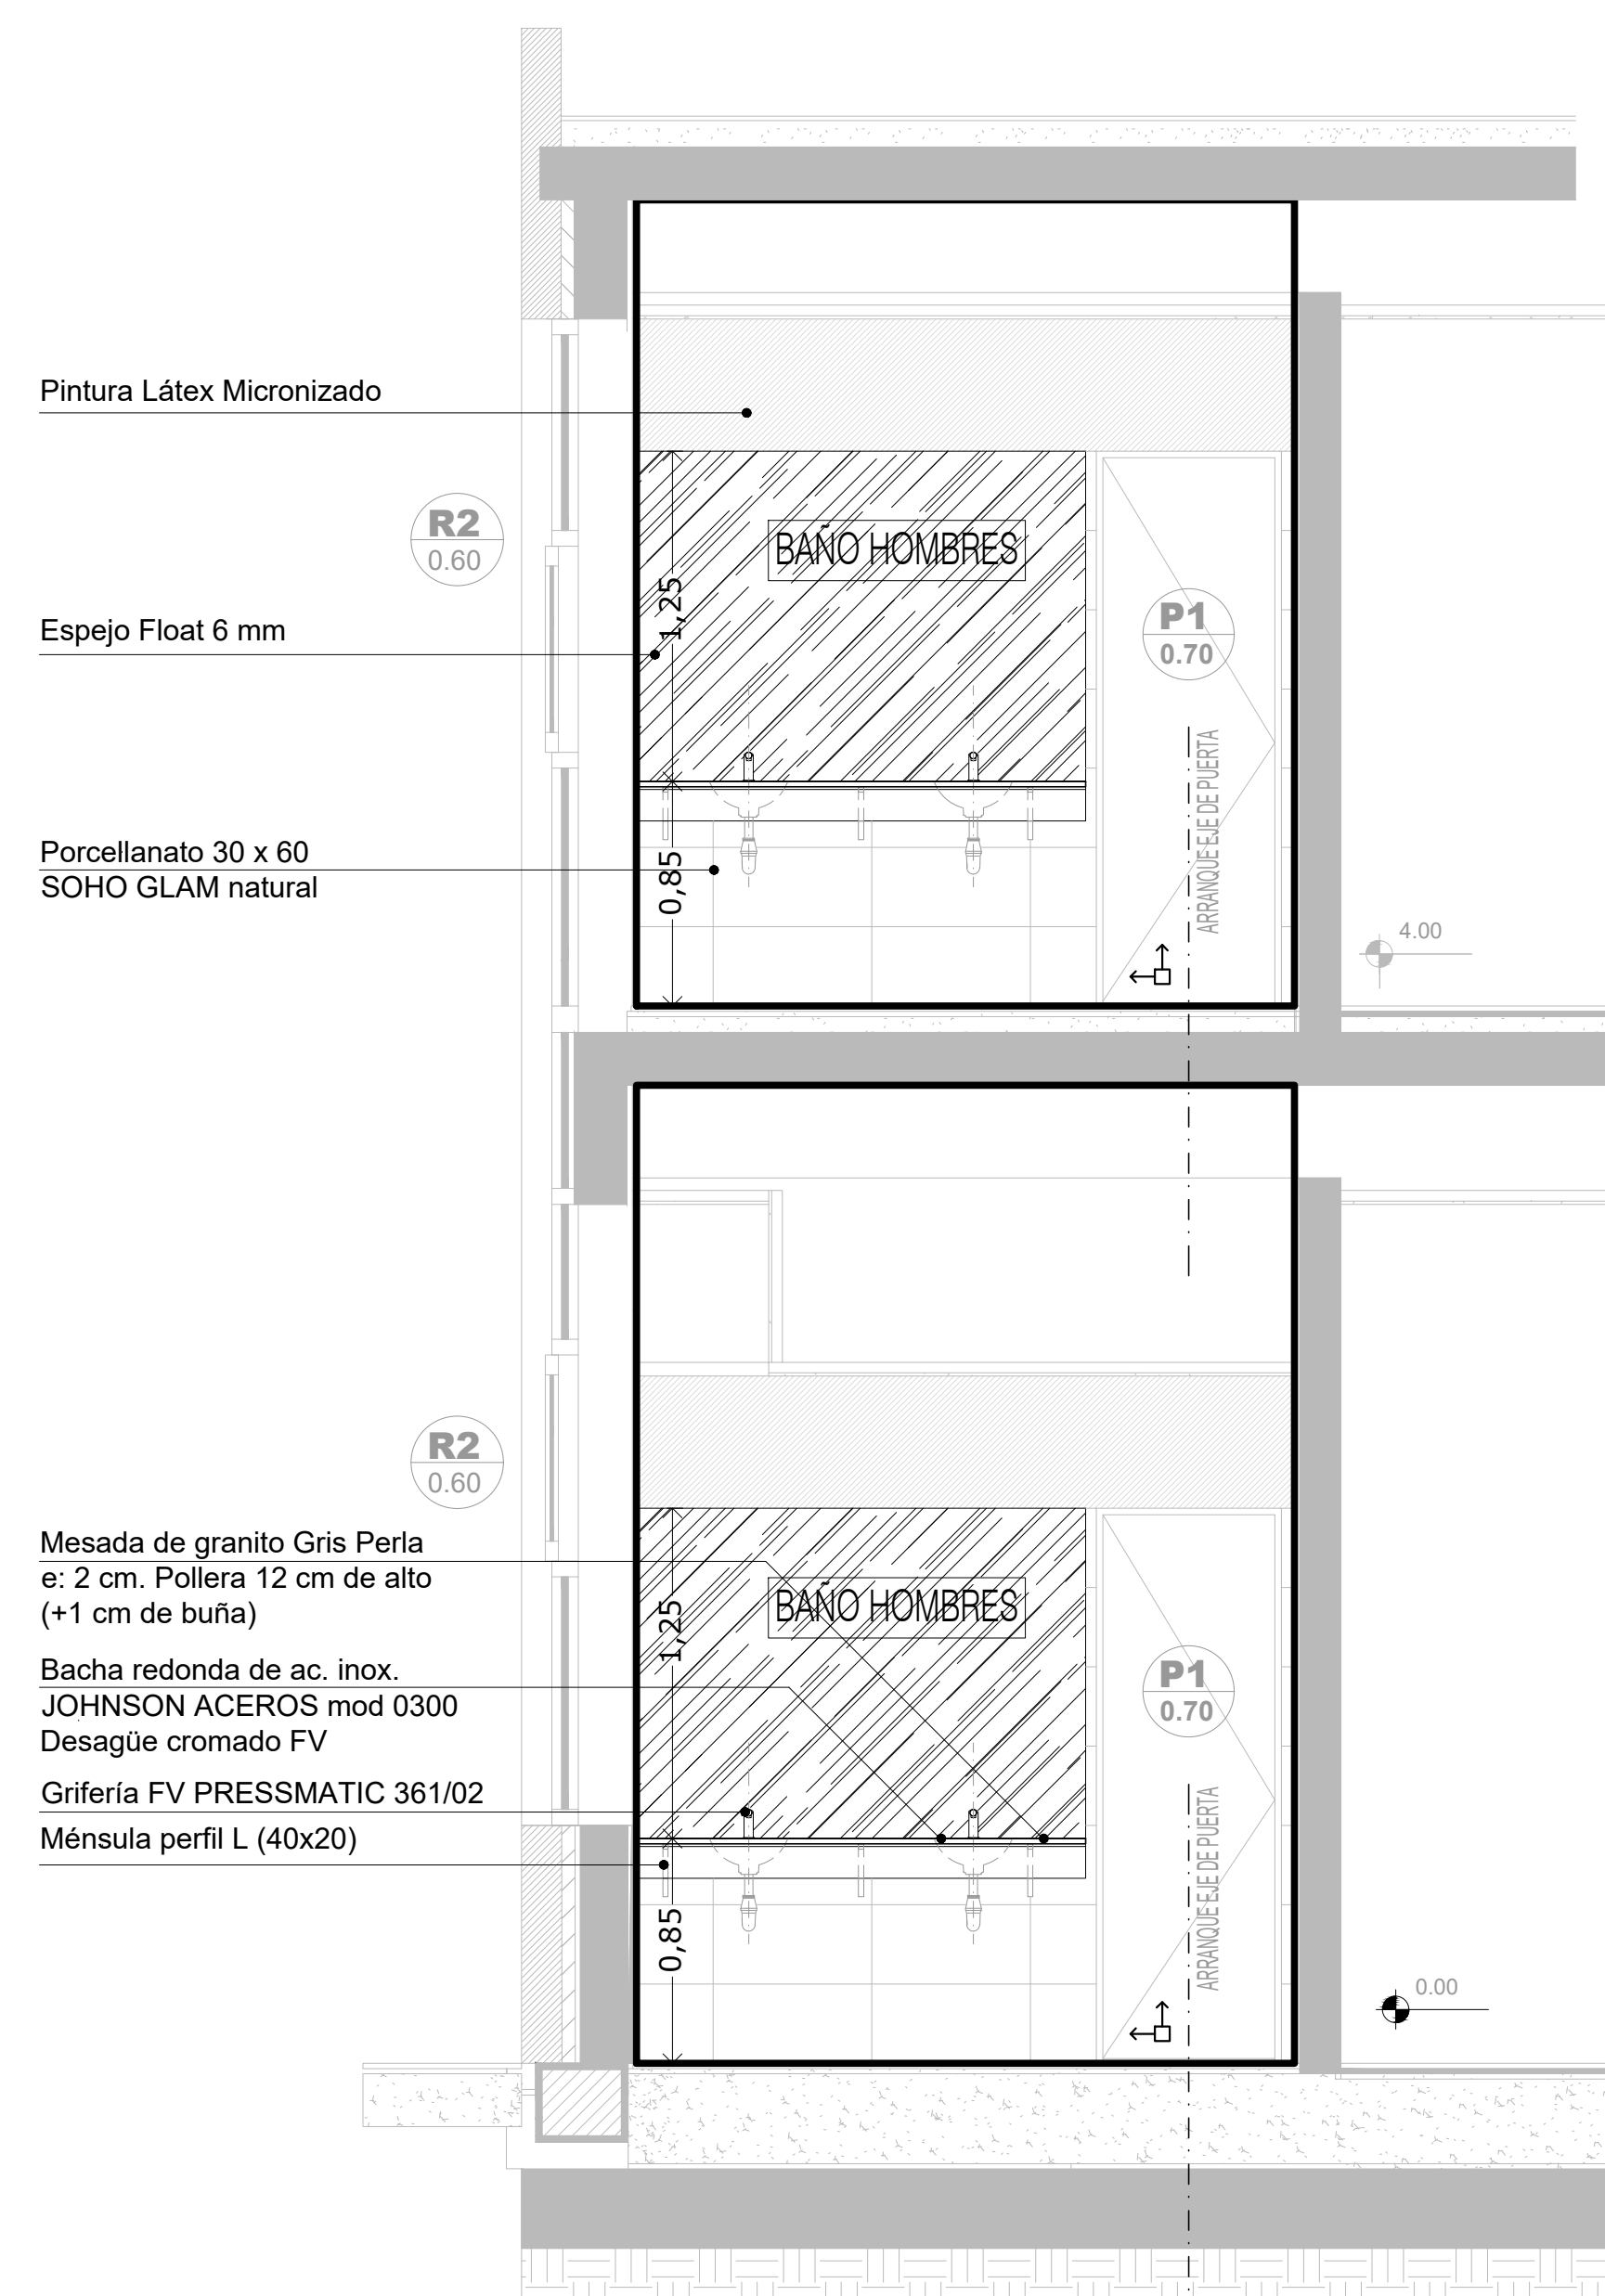 Pintura Látex Micronizado
R2
0.60
BAÑO HOMBRES
1,25
Espejo Float 6 mm
P1
0.70
ARRANQUE EJE DE PUERTA
Porcellanato 30 x 60
SOHO GLAM natural
0,85
4.00
R2
0.60
Mesada de granito Gris Perla
e: 2 cm. Pollera 12 cm de alto
(+1 cm de buña)
BAÑO HOMBRES
1,25
Bacha redonda de ac. inox.
JOHNSON ACEROS mod 0300
Desagüe cromado FV
P1
0.70
Grifería FV PRESSMATIC 361/02
Ménsula perfil L (40x20)
ARRANQUE EJE DE PUERTA
0,85
0.00